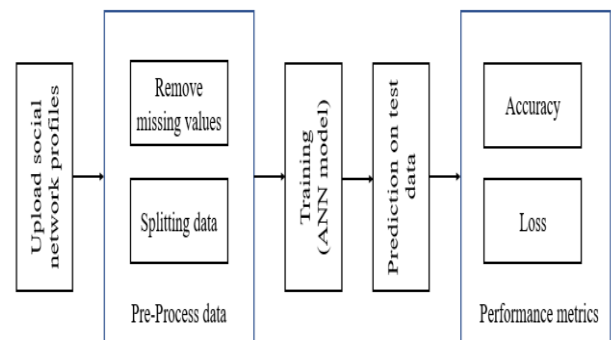 Upload social
network profiles
Remove
missing values
Splitting data
Pre-Process data
Training
(ANN model)
Prediction on test
data
Accuracy
Loss
Performance metrics